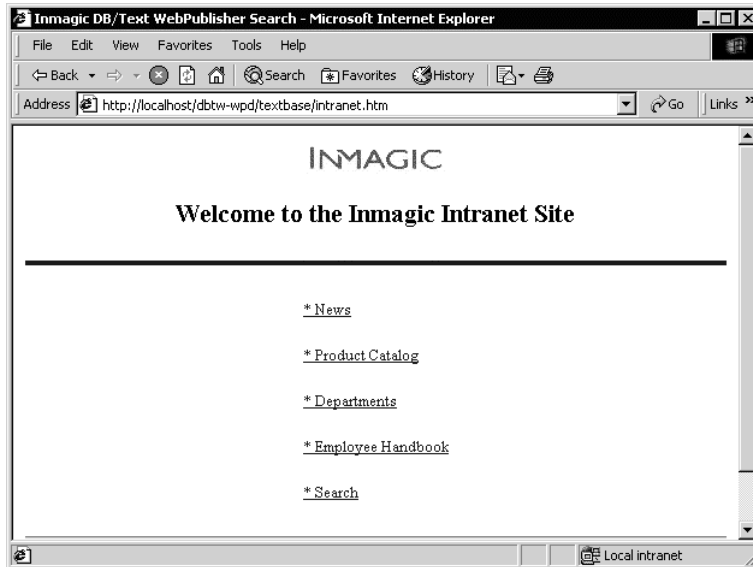 Inmagic DB/Text WebPublisher Search - Microsoft Internet Explorer
File Edit View Favorites Tools Help
Back Search Favorites History
Address http://localhost/dbtw-wpd/textbase/intranet.htm Go Links »
INMAGIC
Welcome to the Inmagic Intranet Site
* News
* Product Catalog
* Departments
* Employee Handbook
* Search
Local intranet